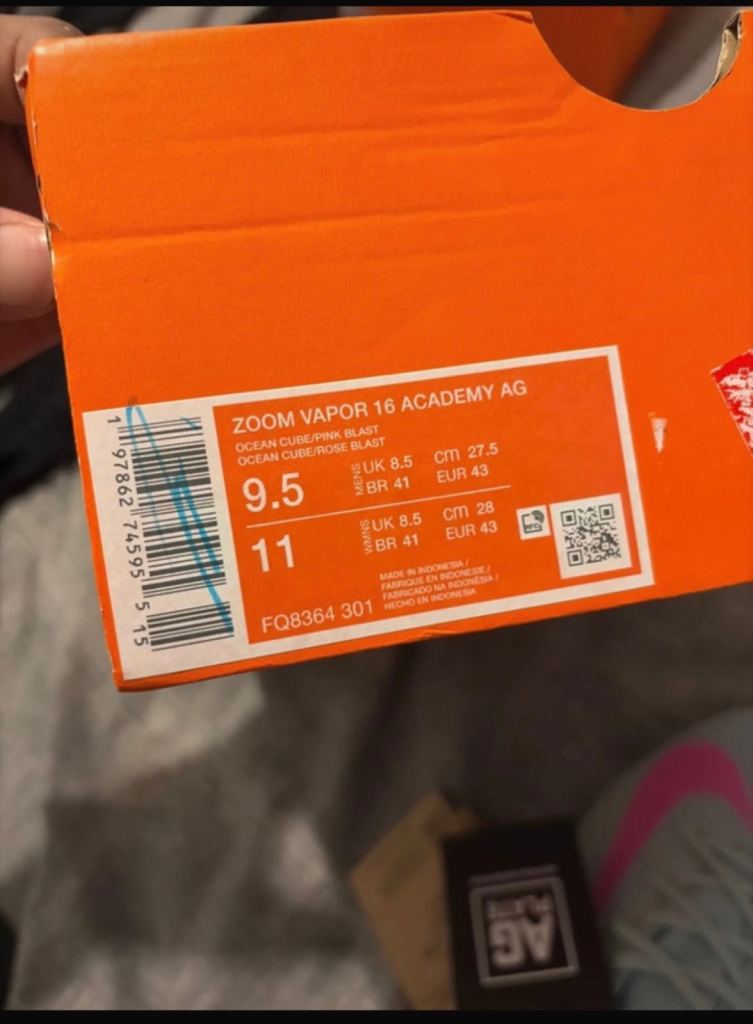 ZOOM VAPOR 16 ACADEMY AG
OCEAN CUBE/PINK BLAST
OCEAN CUBE/ROSE BLAST
9.5
MENS
UK 8.5 cm 27.5
BR 41 EUR 43
11
WMNS
UK 8.5 cm 28
BR 41 EUR 43
MADE IN INDONESIA /
FABRIQUE EN INDONESIE /
FABRICADO NA INDONÉSIA /
HECHO EN INDONESIA
FQ8364 301
1 97862 74595 5 15
AG
PLATE